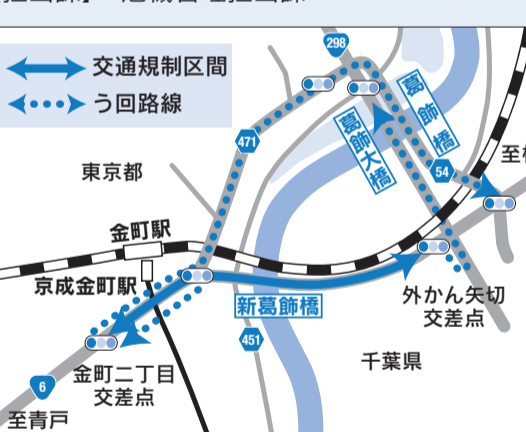 交通規制区間
う回路線
298
葛飾大橋
葛飾橋
471
54
東京都
金町駅
京成金町駅
新葛飾橋
外かん矢切
交差点
451
千葉県
金町二丁目
交差点
6
至青戸